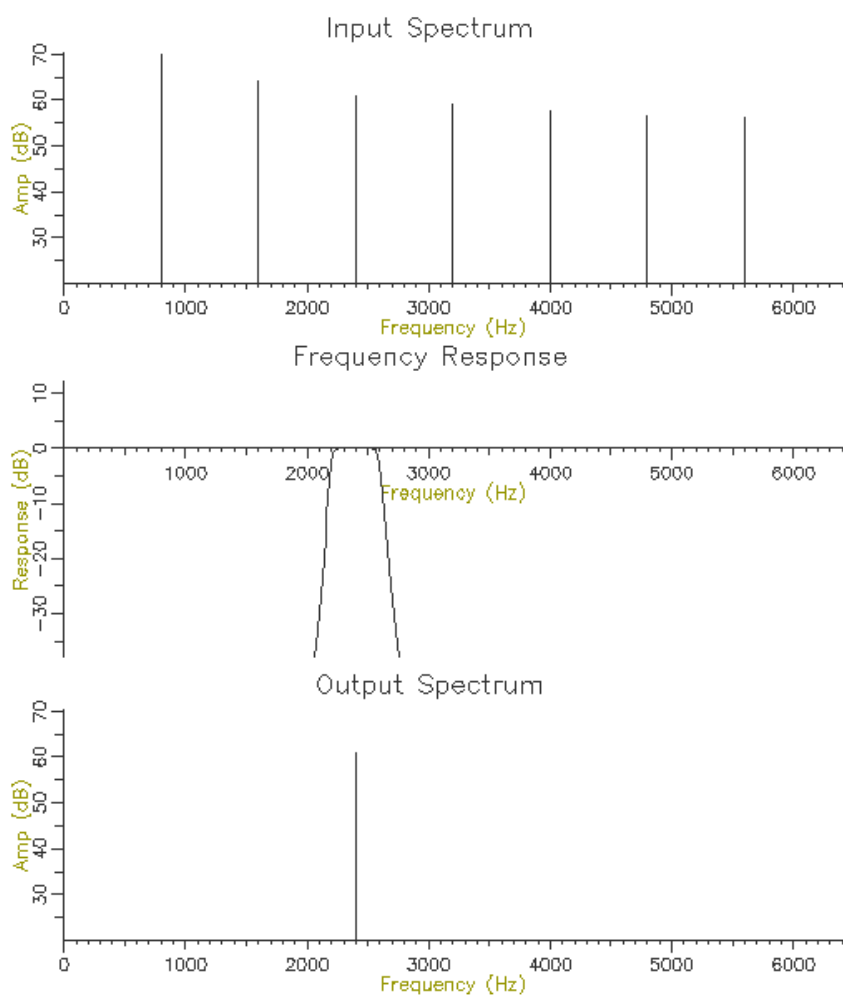 Input Spectrum
Amp (dB)
70
60
50
40
30
0 1000 2000 3000 4000 5000 6000
Frequency (Hz)
Frequency Response
Response (dB)
10
0
-10
-20
-30
1000 2000 3000 4000 5000 6000
Frequency (Hz)
Output Spectrum
Amp (dB)
70
60
50
40
30
0 1000 2000 3000 4000 5000 6000
Frequency (Hz)